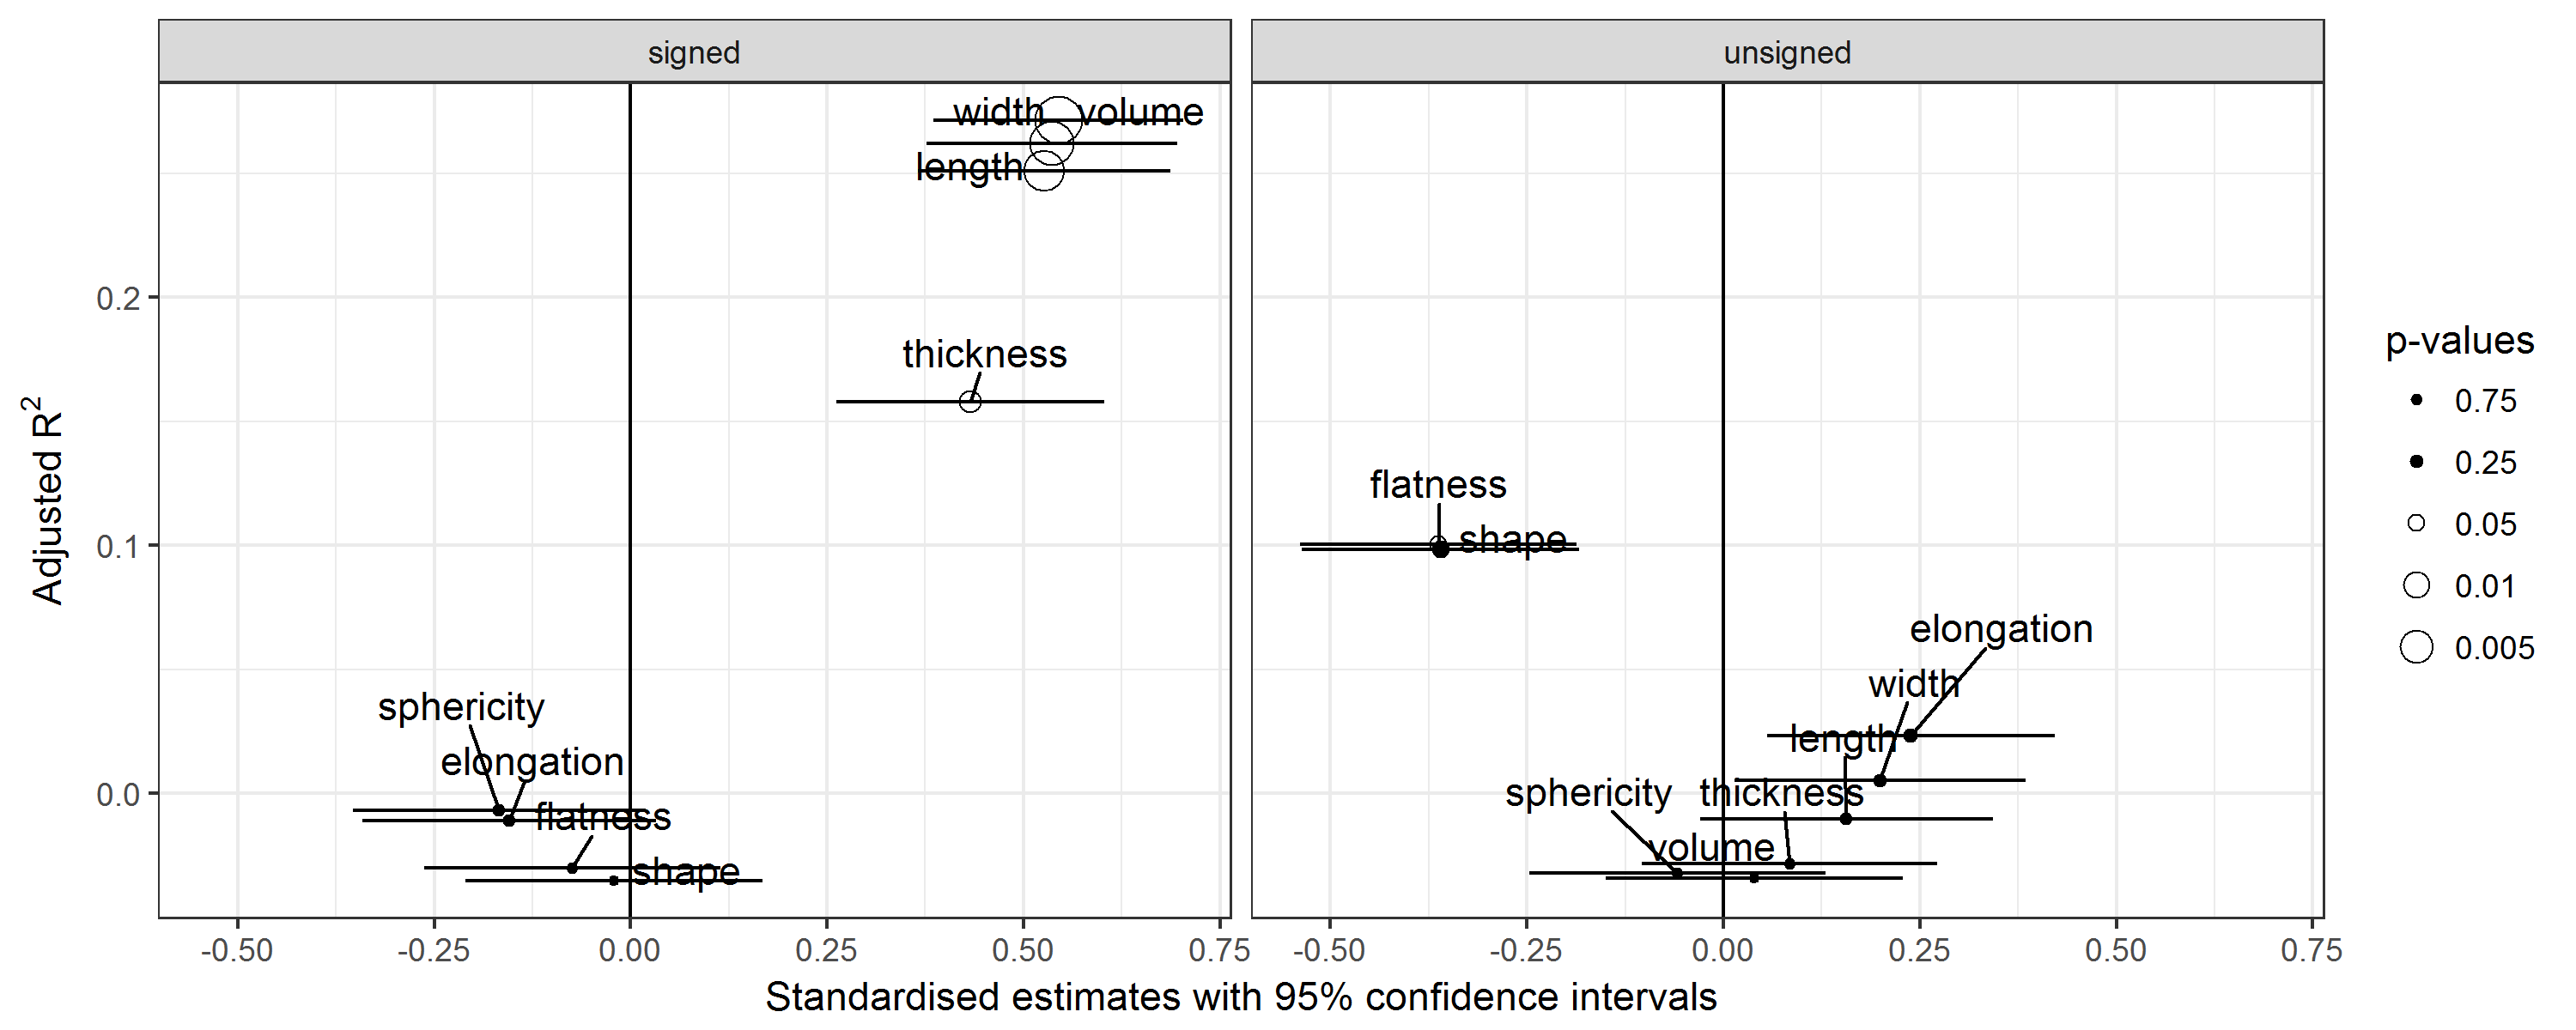 signed
unsigned
width
volume
length
thickness
sphericity
elongation
flatness
shape
flatness
shape
elongation
width
length
sphericity
thickness
volume
0.2
0.1
0.0
Adjusted R²
-0.50
-0.25
0.00
0.25
0.50
0.75
-0.50
-0.25
0.00
0.25
0.50
0.75
Standardised estimates with 95% confidence intervals
p-values
0.75
0.25
0.05
0.01
0.005